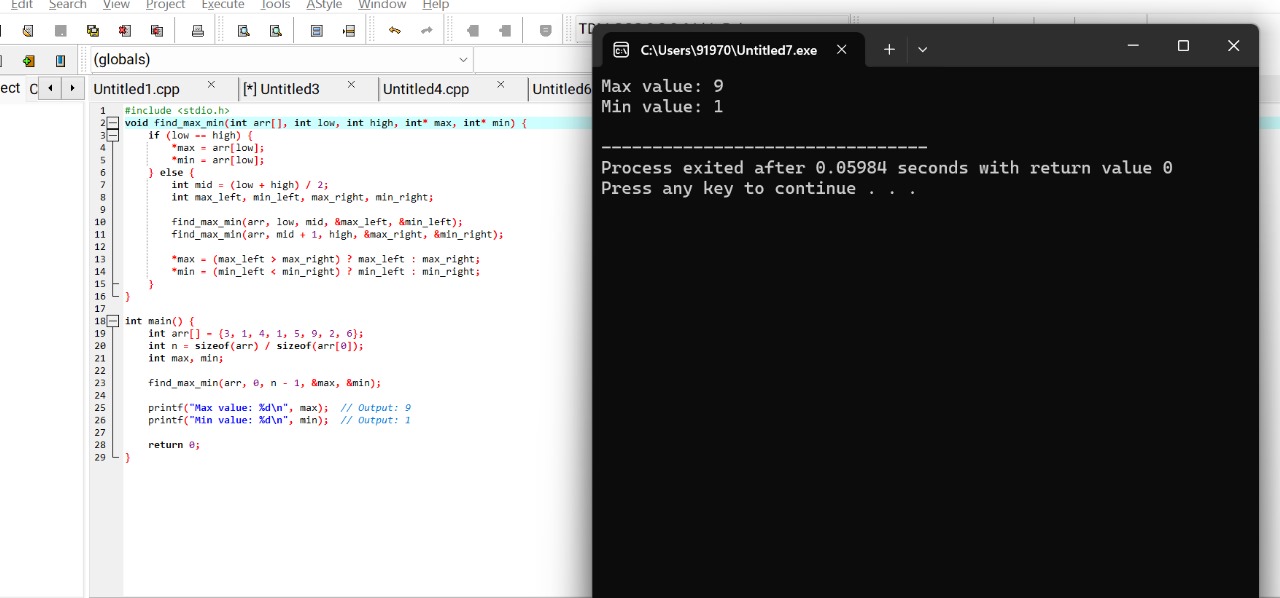 Edit Search View Project Execute Tools AStyle Window Help
(globals)
ect Untitled1.cpp [*] Untitled3 Untitled4.cpp Untitled6
1 #include <stdio.h>
2 void find_max_min(int arr[], int low, int high, int* max, int* min) {
3 if (low == high) {
4 *max = arr[low];
5 *min = arr[low];
6 } else {
7 int mid = (low + high) / 2;
8 int max_left, min_left, max_right, min_right;
9
10 find_max_min(arr, low, mid, &max_left, &min_left);
11 find_max_min(arr, mid + 1, high, &max_right, &min_right);
12
13 *max = (max_left > max_right) ? max_left : max_right;
14 *min = (min_left < min_right) ? min_left : min_right;
15 }
16 }
17
18 int main() {
19 int arr[] = {3, 1, 4, 1, 5, 9, 2, 6};
20 int n = sizeof(arr) / sizeof(arr[0]);
21 int max, min;
22
23 find_max_min(arr, 0, n - 1, &max, &min);
24
25 printf("Max value: %d\n", max); // Output: 9
26 printf("Min value: %d\n", min); // Output: 1
27
28 return 0;
29 }
C:\Users\91970\Untitled7.exe
Max value: 9
Min value: 1
--------------------------------
Process exited after 0.05984 seconds with return value 0
Press any key to continue . . .